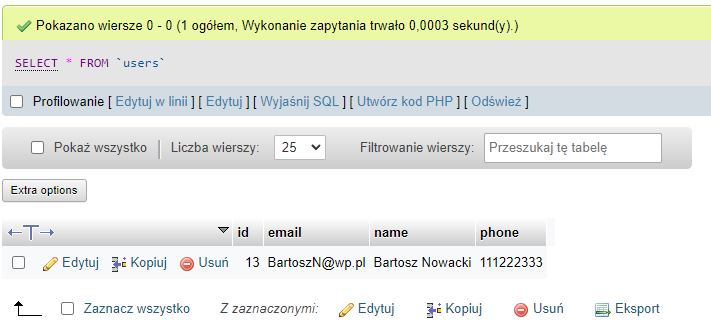 Pokazano wiersze 0 - 0 (1 ogółem, Wykonanie zapytania trwało 0,0003 sekund(y).)
SELECT * FROM `users`
Profilowanie [ Edytuj w linii ] [ Edytuj ] [ Wyjaśnij SQL ] [ Utwórz kod PHP ] [ Odśwież ]
Pokaż wszystko | Liczba wierszy: 25 Filtrowanie wierszy: Przeszukaj tę tabelę
Extra options
←T→ id email name phone
Edytuj Kopiuj Usuń 13 BartoszN@wp.pl Bartosz Nowacki 111222333
Zaznacz wszystko Z zaznaczonymi: Edytuj Kopiuj Usuń Eksport